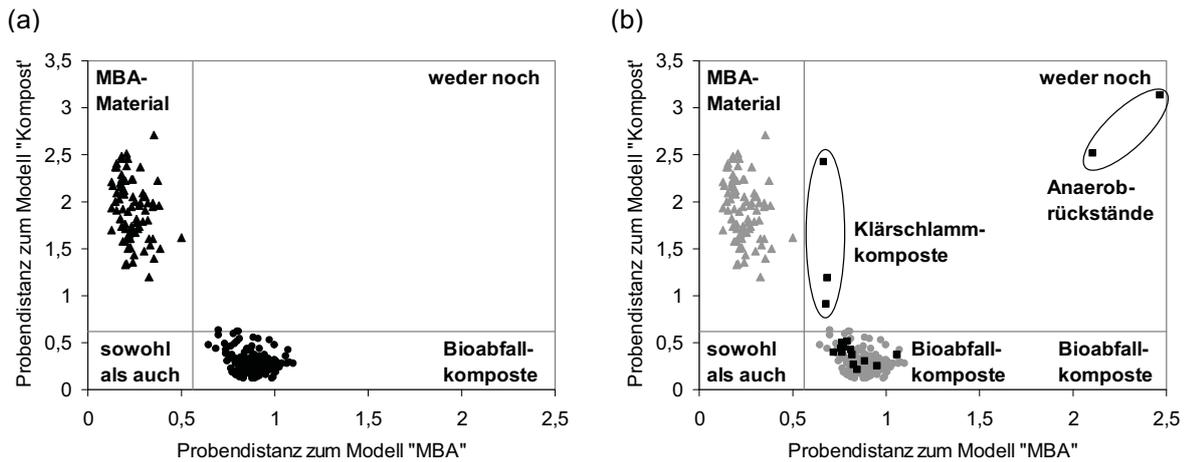 (a)
3,5
3
2,5
2
1,5
1
0,5
0
Probendistanz zum Modell "Kompost'
MBA-
Material
weder noch
sowohl
als auch
Bioabfall-
komposte
0
0,5
1
1,5
2
2,5
Probendistanz zum Modell "MBA"
(b)
3,5
3
2,5
2
1,5
1
0,5
0
Probendistanz zum Modell "Kompost'
MBA-
Material
weder noch
Anaerob-
rückstände
Klärschlamm-
komposte
sowohl
als auch
Bioabfall-
komposte
Bioabfall-
komposte
0
0,5
1
1,5
2
2,5
Probendistanz zum Modell "MBA"